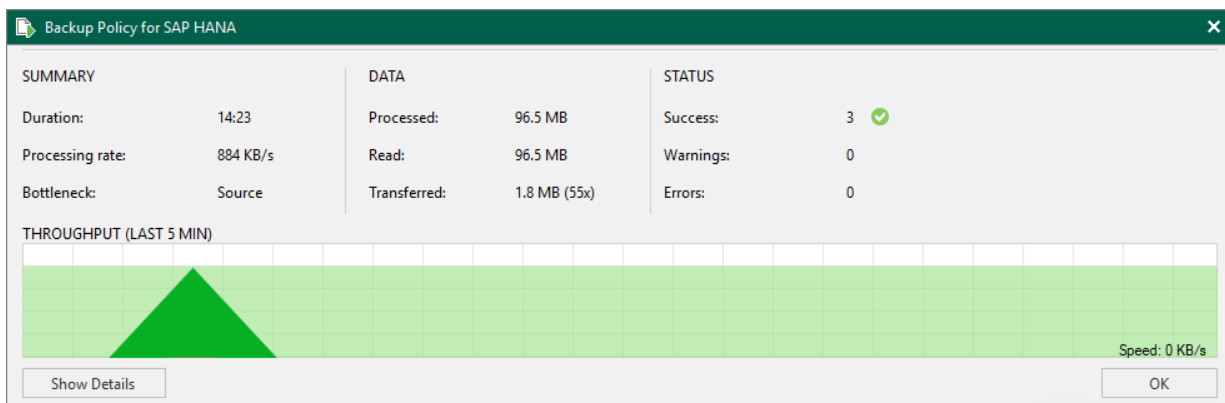 Backup Policy for SAP HANA
SUMMARY DATA STATUS
Duration: 14:23 Processed: 96.5 MB Success: 3
Processing rate: 884 KB/s Read: 96.5 MB Warnings: 0
Bottleneck: Source Transferred: 1.8 MB (55x) Errors: 0
THROUGHPUT (LAST 5 MIN)
Speed: 0 KB/s
Show Details OK